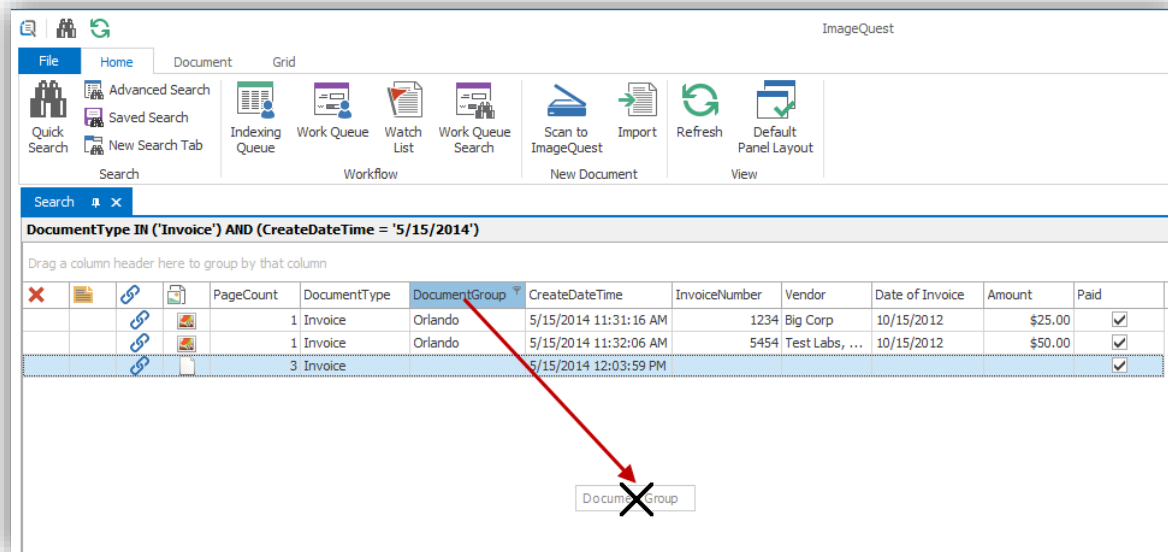 ImageQuest
File Home Document Grid
Quick Search
Advanced Search
Saved Search
New Search Tab
Indexing Queue
Work Queue
Watch List
Work Queue Search
Scan to ImageQuest
Import
Refresh
Default Panel Layout
Search Workflow New Document View
Search
DocumentType IN ('Invoice') AND (CreateDateTime = '5/15/2014')
Drag a column header here to group by that column
PageCount DocumentType DocumentGroup CreateDateTime InvoiceNumber Vendor Date of Invoice Amount Paid
1 Invoice Orlando 5/15/2014 11:31:16 AM 1234 Big Corp 10/15/2012 $25.00
1 Invoice Orlando 5/15/2014 11:32:06 AM 5454 Test Labs, ... 10/15/2012 $50.00
3 Invoice 5/15/2014 12:03:59 PM
Document Group